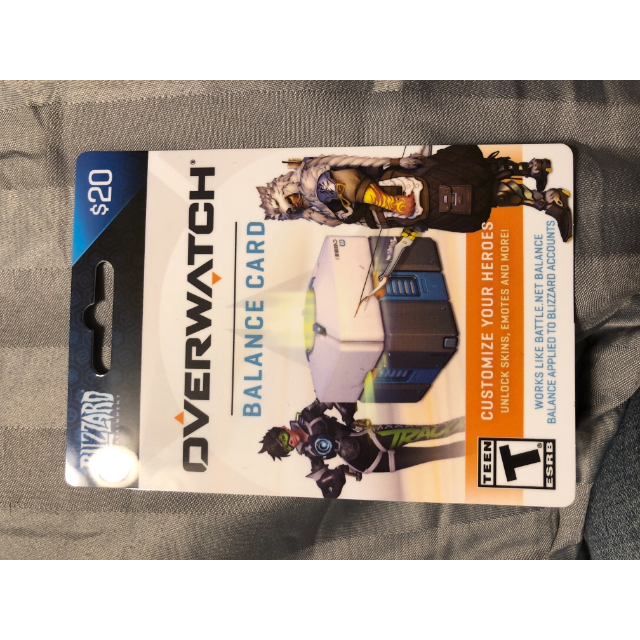 $20
BLIZZARD
ENTERTAINMENT
OVERWATCH®
BALANCE CARD
TRACER
CUSTOMIZE YOUR HEROES
UNLOCK SKINS, EMOTES AND MORE!
WORKS LIKE BATTLE.NET BALANCE
BALANCE APPLIED TO BLIZZARD ACCOUNTS
TEEN
T
ESRB